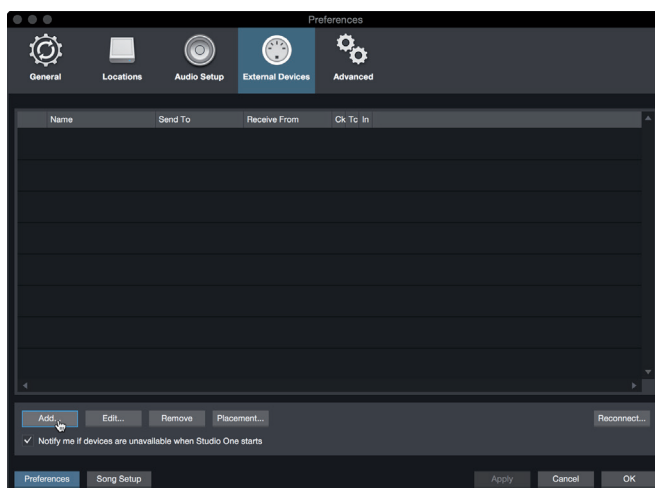 Preferences
General Locations Audio Setup External Devices Advanced
Name Send To Receive From Ck Tc In
Add... Edit... Remove Placement... Reconnect...
Notify me if devices are unavailable when Studio One starts
Preferences Song Setup Apply Cancel OK